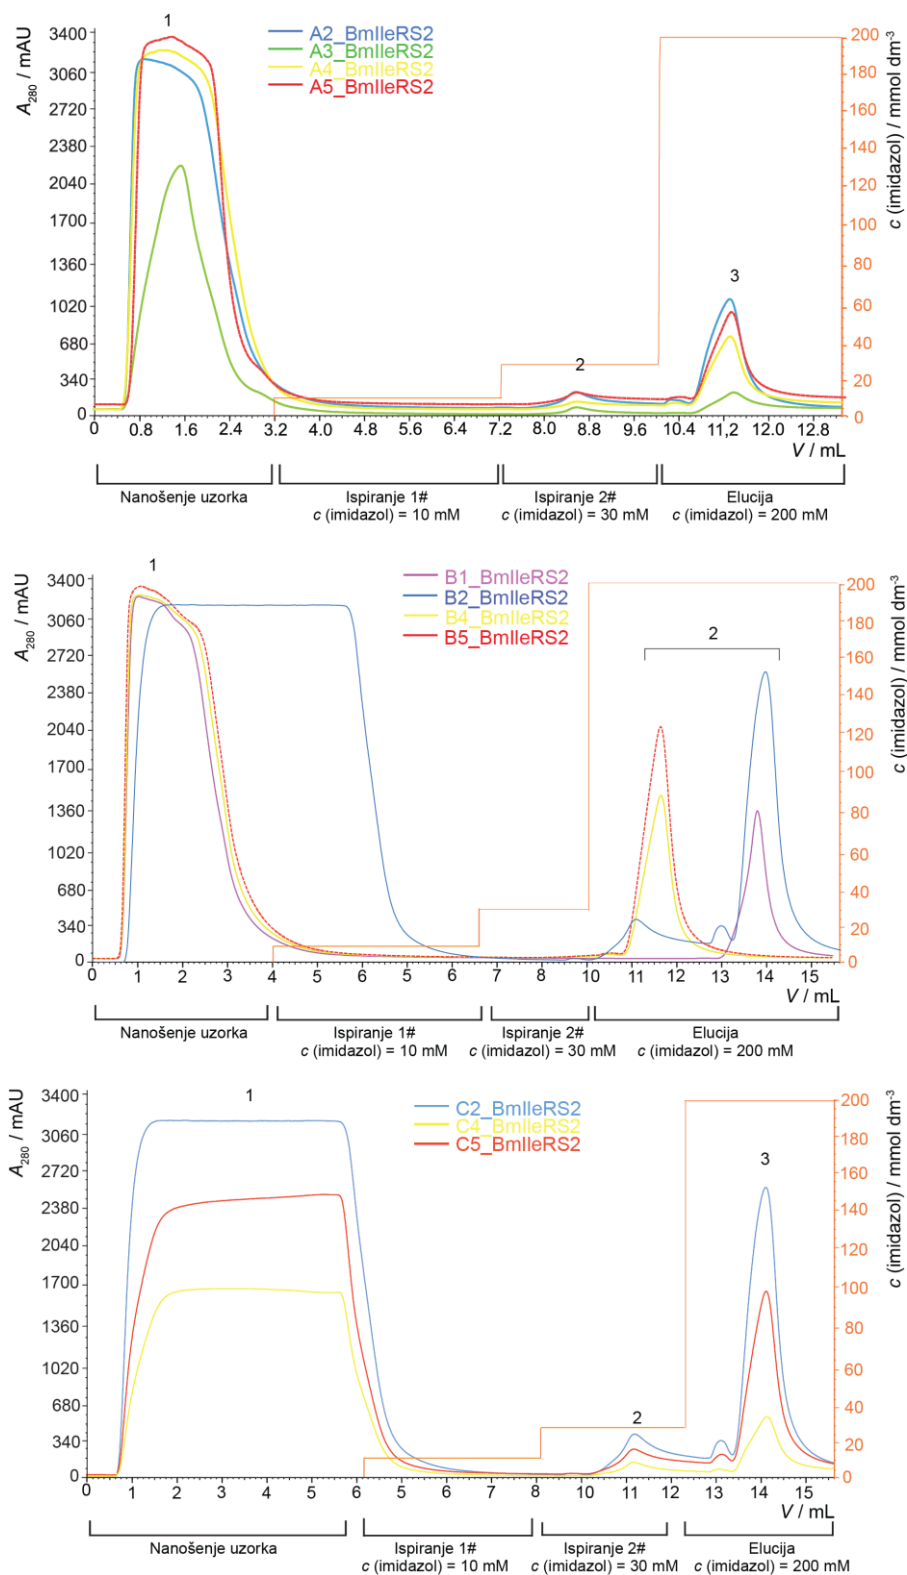 1
A2_BmIleRS2
A3_BmIleRS2
A4_BmIleRS2
A5_BmIleRS2
A280 / mAU
3400
3060
2720
2380
2040
1700
1360
1020
680
340
0
c (imidazol) / mmol dm-3
200
180
160
140
120
100
80
60
40
20
10
0
2
3
0 0.8 1.6 2.4 3.2 4.0 4.8 5.6 6.4 7.2 8.0 8.8 9.6 10.4 11,2 12.0 12.8
V / mL
Nanošenje uzorka
Ispiranje 1#
c (imidazol) = 10 mM
Ispiranje 2#
c (imidazol) = 30 mM
Elucija
c (imidazol) = 200 mM
1
B1_BmIleRS2
B2_BmIleRS2
B4_BmIleRS2
B5_BmIleRS2
A280 / mAU
3400
3060
2720
2380
2040
1700
1360
1020
680
340
0
c (imidazol) / mmol dm-3
200
180
160
140
120
100
80
60
40
20
10
0
2
0 1 2 3 4 5 6 6 7 8 9 10 11 12 13 14 15
V / mL
Nanošenje uzorka
Ispiranje 1#
c (imidazol) = 10 mM
Ispiranje 2#
c (imidazol) = 30 mM
Elucija
c (imidazol) = 200 mM
1
C2_BmIleRS2
C4_BmIleRS2
C5_BmIleRS2
A280 / mAU
3400
3060
2720
2380
2040
1700
1360
1020
680
340
0
c (imidazol) / mmol dm-3
200
180
160
140
120
100
80
60
40
20
10
0
2
3
0 1 2 3 4 5 6 5 6 7 8 10 11 12 13 14 15
V / mL
Nanošenje uzorka
Ispiranje 1#
c (imidazol) = 10 mM
Ispiranje 2#
c (imidazol) = 30 mM
Elucija
c (imidazol) = 200 mM